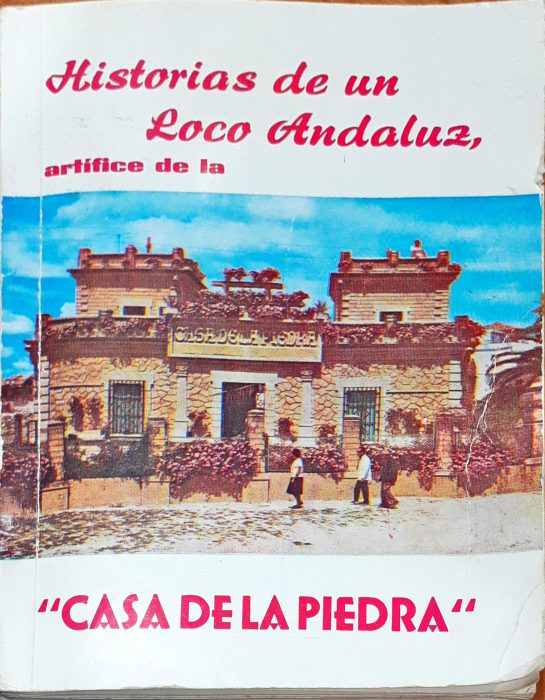 Historias de un
Loco Andaluz,
artífice de la
CASA DE LA PIEDRA
"CASA DE LA PIEDRA"